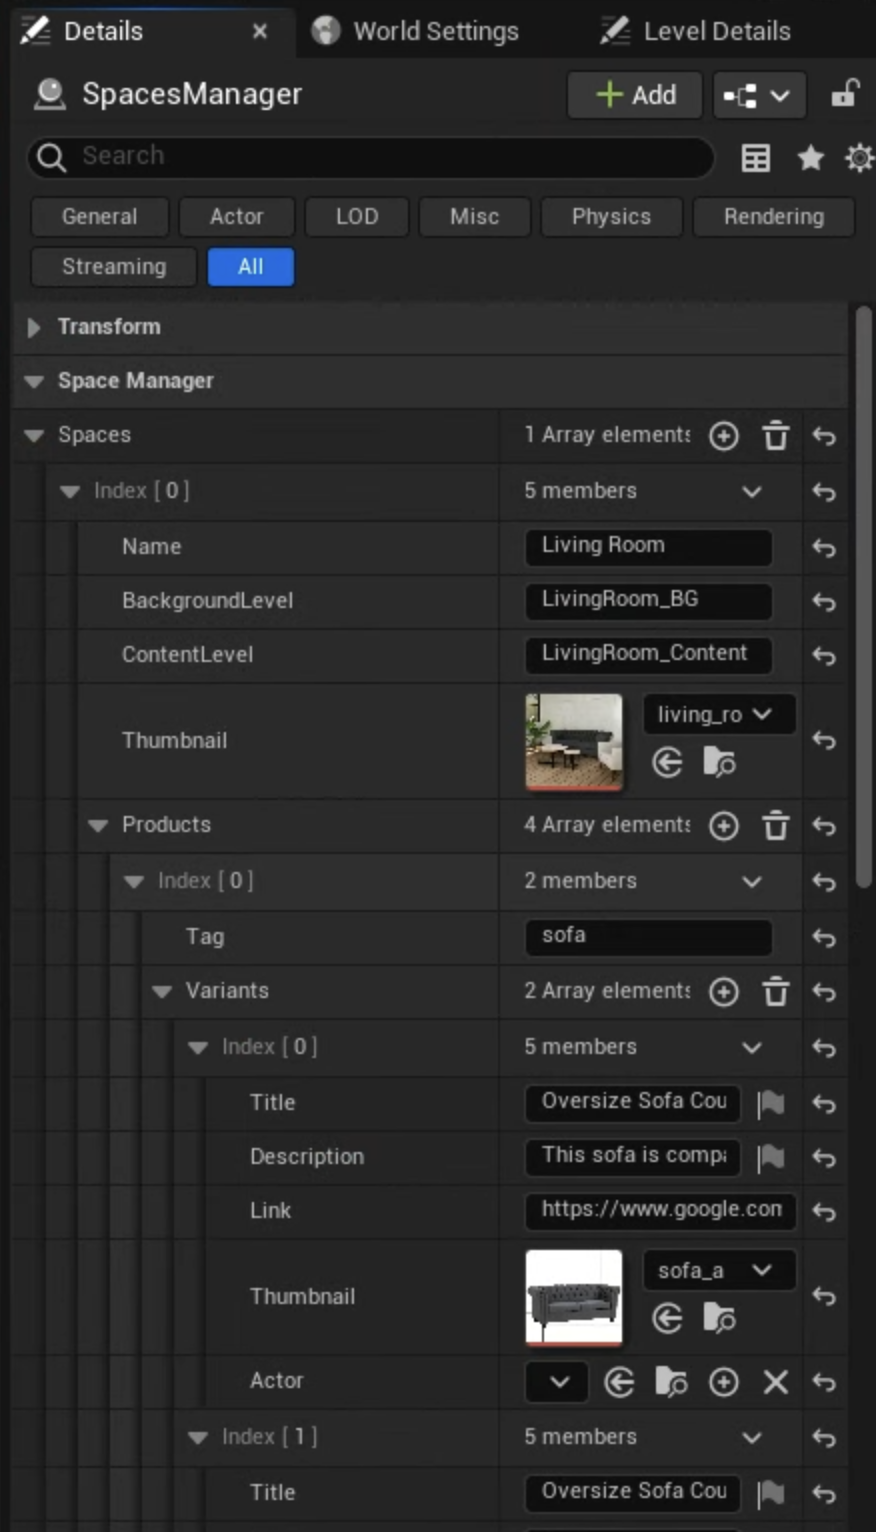 Details World Settings Level Details
SpacesManager Add
Search
General Actor LOD Misc Physics Rendering
Streaming All
Transform
Space Manager
Spaces 1 Array elements
Index [ 0 ] 5 members
Name Living Room
BackgroundLevel LivingRoom_BG
ContentLevel LivingRoom_Content
Thumbnail living_ro
Products 4 Array elements
Index [ 0 ] 2 members
Tag sofa
Variants 2 Array elements
Index [ 0 ] 5 members
Title Oversize Sofa Cou
Description This sofa is compa
Link https://www.google.com
Thumbnail sofa_a
Actor
Index [ 1 ] 5 members
Title Oversize Sofa Cou